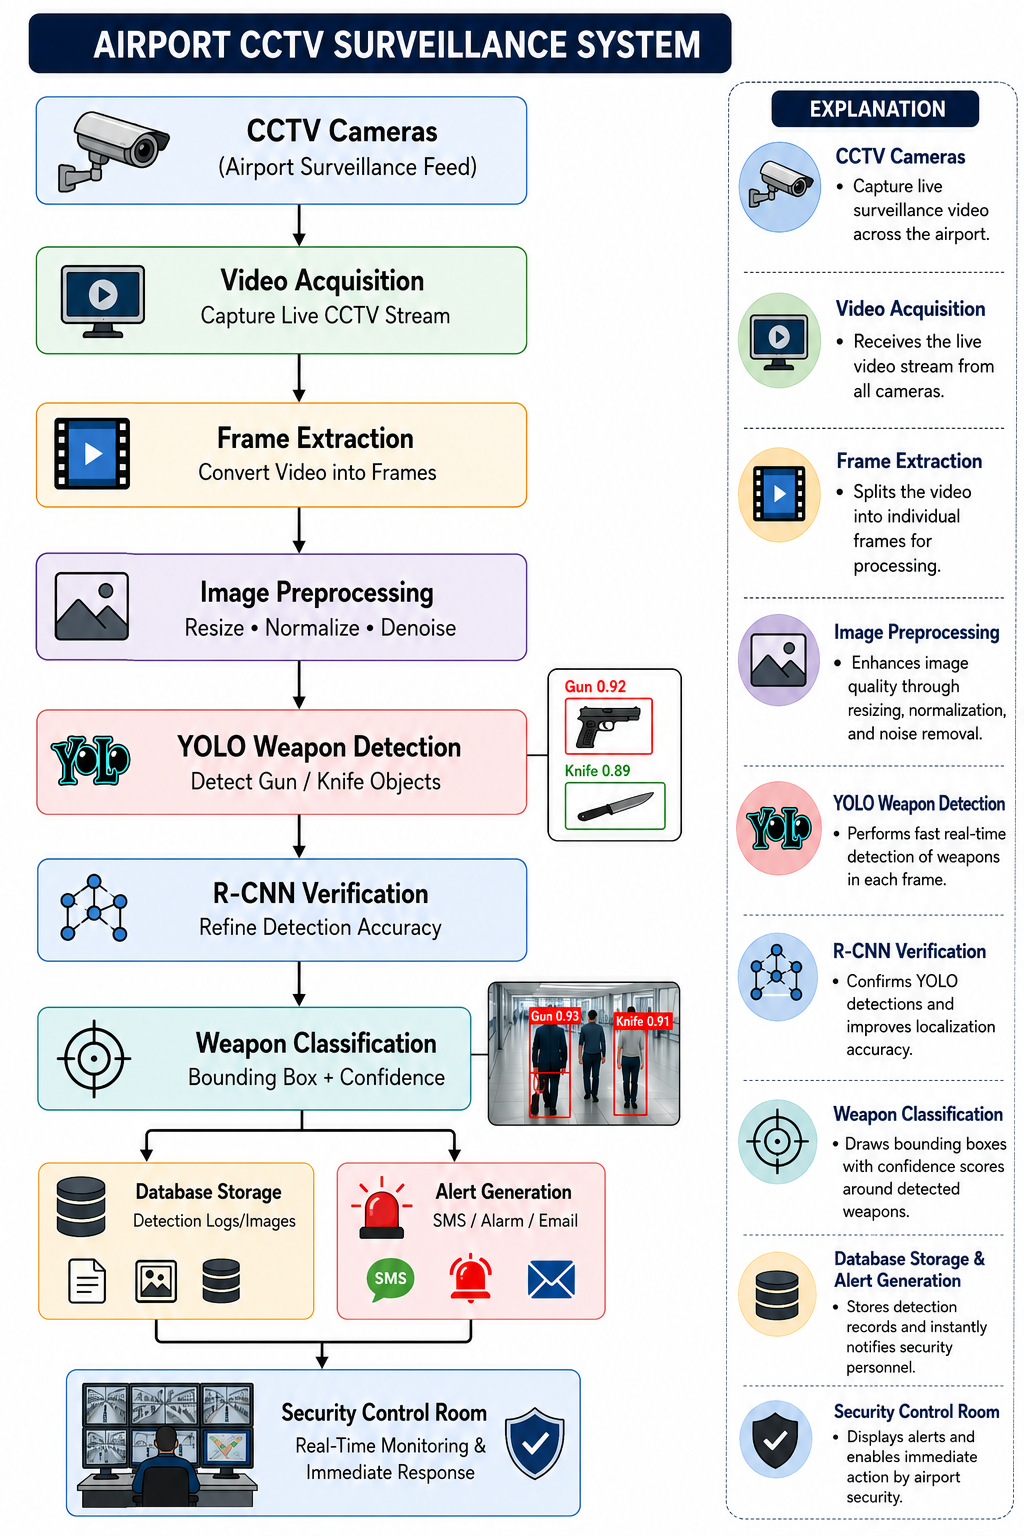 AIRPORT CCTV SURVEILLANCE SYSTEM
CCTV Cameras
(Airport Surveillance Feed)
Video Acquisition
Capture Live CCTV Stream
Frame Extraction
Convert Video into Frames
Image Preprocessing
Resize • Normalize • Denoise
YOLO
YOLO Weapon Detection
Detect Gun / Knife Objects
Gun 0.92
Knife 0.89
R-CNN Verification
Refine Detection Accuracy
Weapon Classification
Bounding Box + Confidence
Gun 0.93
Knife 0.91
Database Storage
Detection Logs/Images
Alert Generation
SMS / Alarm / Email
SMS
Security Control Room
Real-Time Monitoring &
Immediate Response
EXPLANATION
CCTV Cameras
• Capture live
surveillance video
across the airport.
Video Acquisition
• Receives the live
video stream from
all cameras.
Frame Extraction
• Splits the video
into individual
frames for
processing.
Image Preprocessing
• Enhances image
quality through
resizing, normalization,
and noise removal.
YOLO
YOLO Weapon Detection
• Performs fast real-time
detection of weapons
in each frame.
R-CNN Verification
• Confirms YOLO
detections and
improves localization
accuracy.
Weapon Classification
• Draws bounding boxes
with confidence scores
around detected
weapons.
Database Storage &
Alert Generation
• Stores detection
records and instantly
notifies security
personnel.
Security Control Room
• Displays alerts and
enables immediate
action by airport
security.